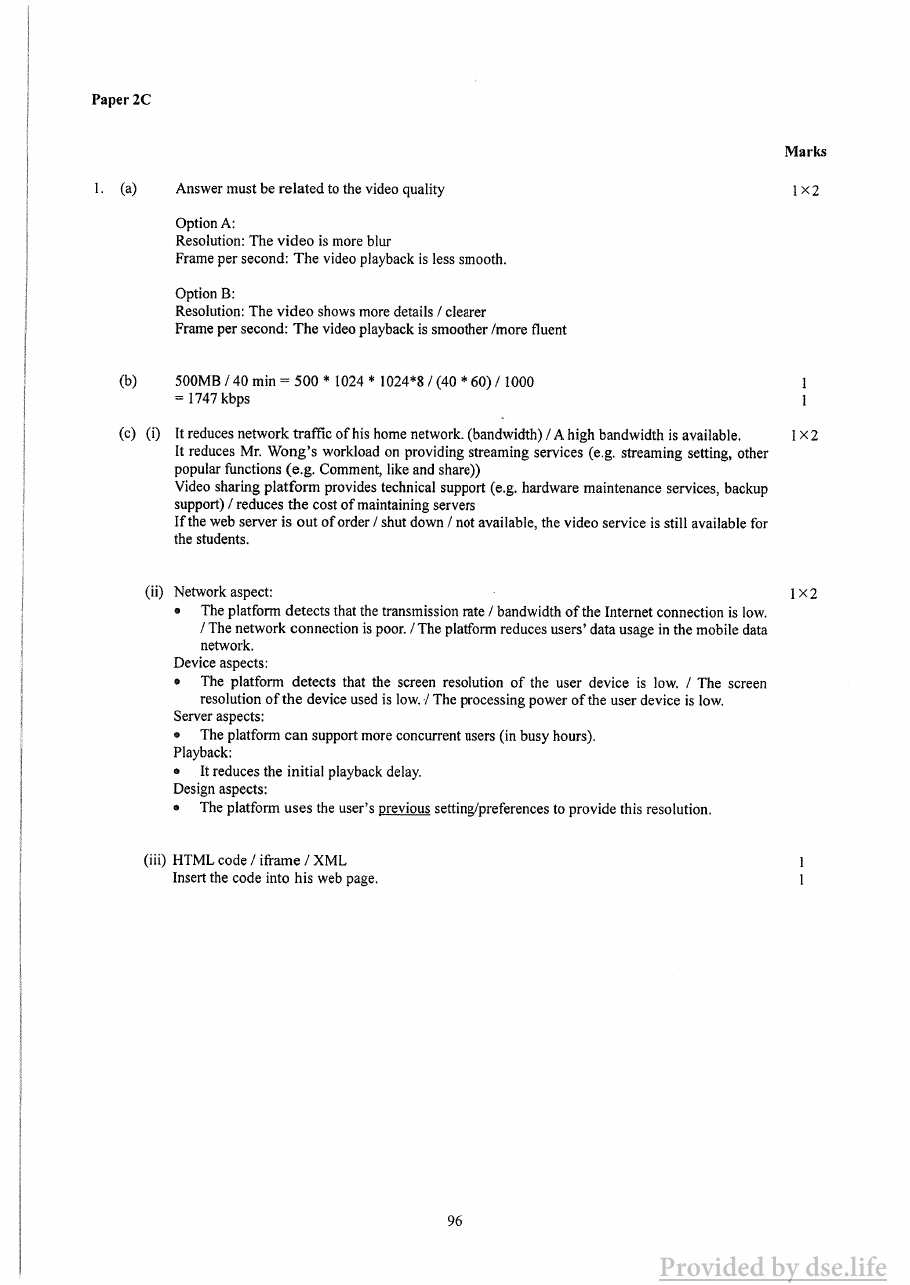 Paper 2C
Marks
1. (a) Answer must be related to the video quality 1×2
Option A:
Resolution: The video is more blur
Frame per second: The video playback is less smooth.
Option B:
Resolution: The video shows more details / clearer
Frame per second: The video playback is smoother /more fluent
(b) 500MB / 40 min = 500 * 1024 * 1024*8 / (40 * 60) / 1000 1
= 1747 kbps 1
(c) (i) It reduces network traffic of his home network. (bandwidth) / A high bandwidth is available. 1×2
It reduces Mr. Wong's workload on providing streaming services (e.g. streaming setting, other
popular functions (e.g. Comment, like and share))
Video sharing platform provides technical support (e.g. hardware maintenance services, backup
support) / reduces the cost of maintaining servers
If the web server is out of order / shut down / not available, the video service is still available for
the students.
(ii) Network aspect: 1×2
• The platform detects that the transmission rate / bandwidth of the Internet connection is low.
/ The network connection is poor. / The platform reduces users' data usage in the mobile data
network.
Device aspects:
• The platform detects that the screen resolution of the user device is low. / The screen
resolution of the device used is low. / The processing power of the user device is low.
Server aspects:
• The platform can support more concurrent users (in busy hours).
Playback:
• It reduces the initial playback delay.
Design aspects:
• The platform uses the user's previous setting/preferences to provide this resolution.
(iii) HTML code / iframe / XML 1
Insert the code into his web page. 1
96
Provided by dse.life